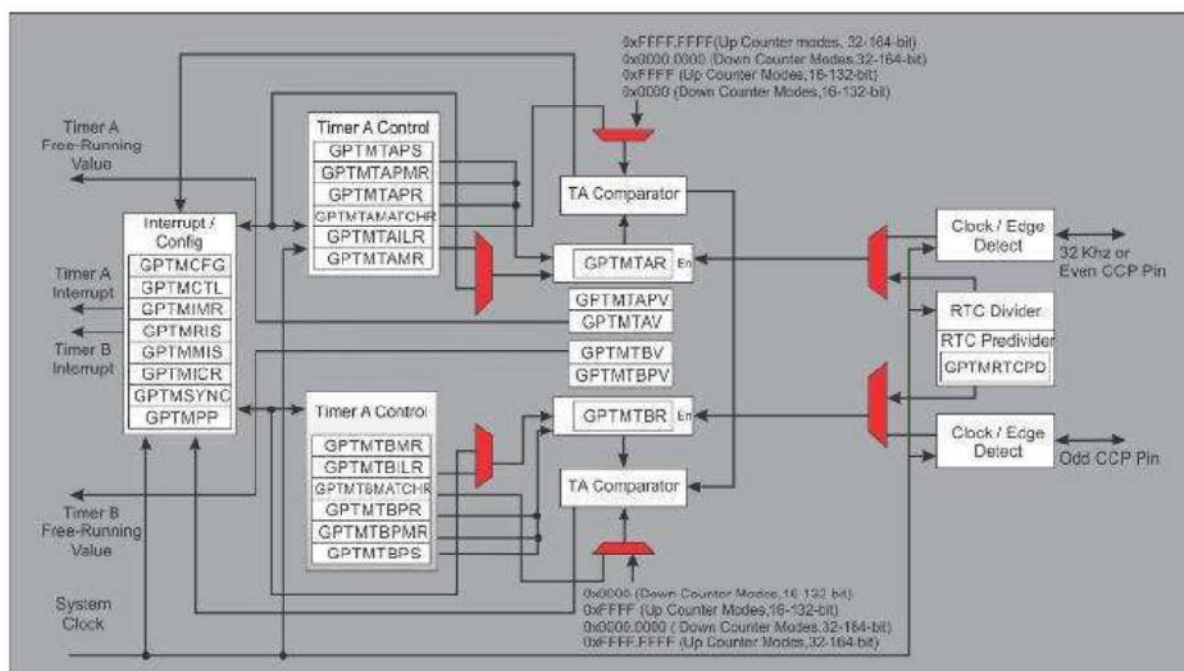 0xFFFF.FFFF(Up Counter modes, 32-164-bit)
0x0000.0000 (Down Counter Modes,32-164-bit)
0xFFFF (Up Counter Modes,16-132-bit)
0x0000 (Down Counter Modes,16-132-bit)
Timer A
Free-Running
Value
Timer A Control
GPTMTAPS
GPTMTAPMR
GPTMTAPR
GPTMTAMATCHR
GPTMTAILR
GPTMTAMR
TA Comparator
GPTMTAR En
GPTMTAPV
GPTMTAV
GPTMTBV
GPTMTBPV
GPTMTBR En
TA Comparator
Interrupt /
Config
GPTMCFG
GPTMCTL
GPTMIMR
GPTMRIS
GPTMMIS
GPTMICR
GPTMSYNC
GPTMPP
Timer A
Interrupt
Timer B
Interrupt
Clock / Edge
Detect
32 Khz or
Even CCP Pin
RTC Divider
RTC Predivider
GPTMRTCPD
Clock / Edge
Detect
Odd CCP Pin
Timer A Control
GPTMTBMR
GPTMTBILR
GPTMTBMATCHR
GPTMTBPR
GPTMTBPMR
GPTMTBPS
Timer B
Free-Running
Value
System
Clock
0x0000 (Down Counter Modes,16-132-bit)
0xFFFF (Up Counter Modes,16-132-bit)
0x0000.0000 ( Down Counter Modes,32-164-bit)
0xFFFF.FFFF (Up Counter Modes,32-164-bit)